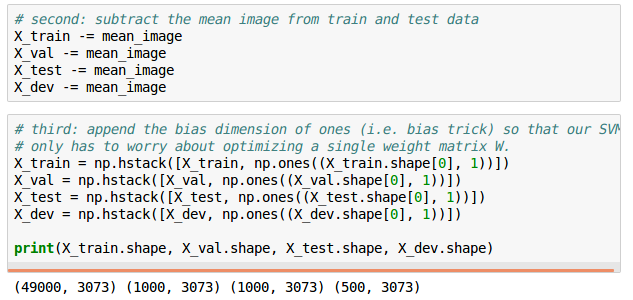 # second: subtract the mean image from train and test data
X_train -= mean_image
X_val -= mean_image
X_test -= mean_image
X_dev -= mean_image
# third: append the bias dimension of ones (i.e. bias trick) so that our SVM
# only has to worry about optimizing a single weight matrix W.
X_train = np.hstack([X_train, np.ones((X_train.shape[0], 1))])
X_val = np.hstack([X_val, np.ones((X_val.shape[0], 1))])
X_test = np.hstack([X_test, np.ones((X_test.shape[0], 1))])
X_dev = np.hstack([X_dev, np.ones((X_dev.shape[0], 1))])
print(X_train.shape, X_val.shape, X_test.shape, X_dev.shape)
(49000, 3073) (1000, 3073) (1000, 3073) (500, 3073)